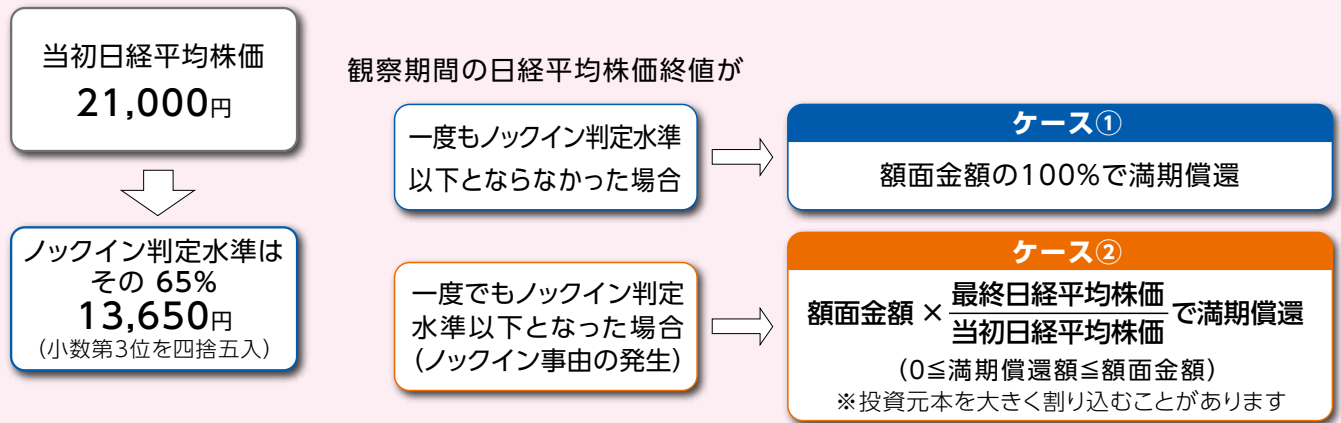 当初日経平均株価
21,000円
ノックイン判定水準は
その 65%
13,650円
(小数第3位を四捨五入)
観察期間の日経平均株価終値が
一度もノックイン判定水準
以下とならなかった場合
ケース①
額面金額の100%で満期償還
一度でもノックイン判定
水準以下となった場合
(ノックイン事由の発生)
ケース②
額面金額 × 最終日経平均株価
当初日経平均株価 で満期償還
(0≦満期償還額≦額面金額)
※投資元本を大きく割り込むことがあります